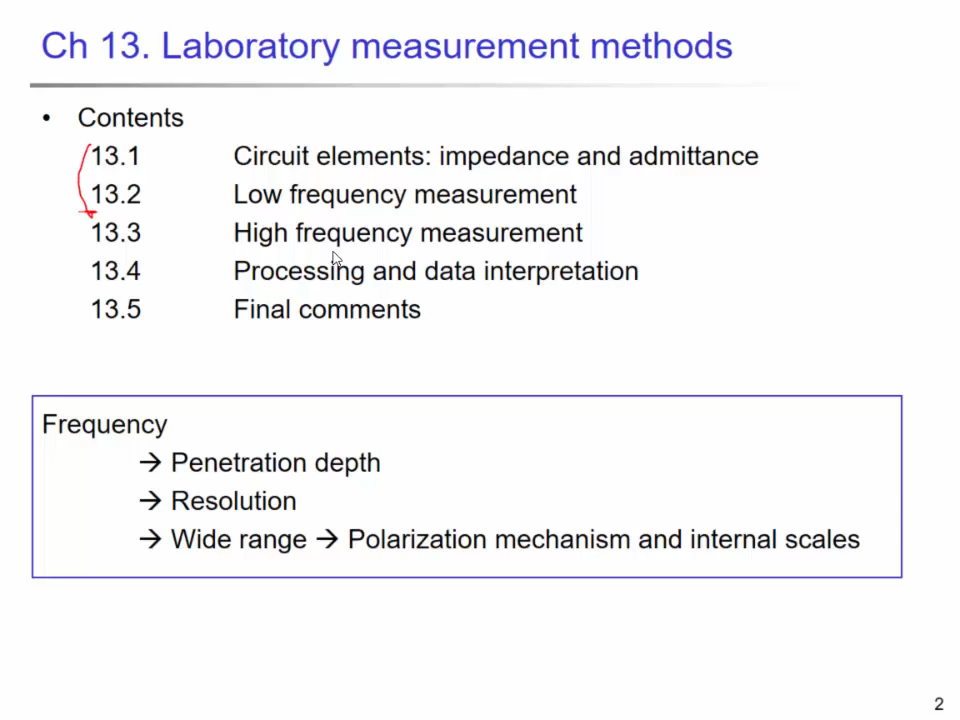 Ch 13. Laboratory measurement methods
• Contents
13.1 Circuit elements: impedance and admittance
13.2 Low frequency measurement
13.3 High frequency measurement
13.4 Processing and data interpretation
13.5 Final comments
Frequency
→ Penetration depth
→ Resolution
→ Wide range → Polarization mechanism and internal scales
2